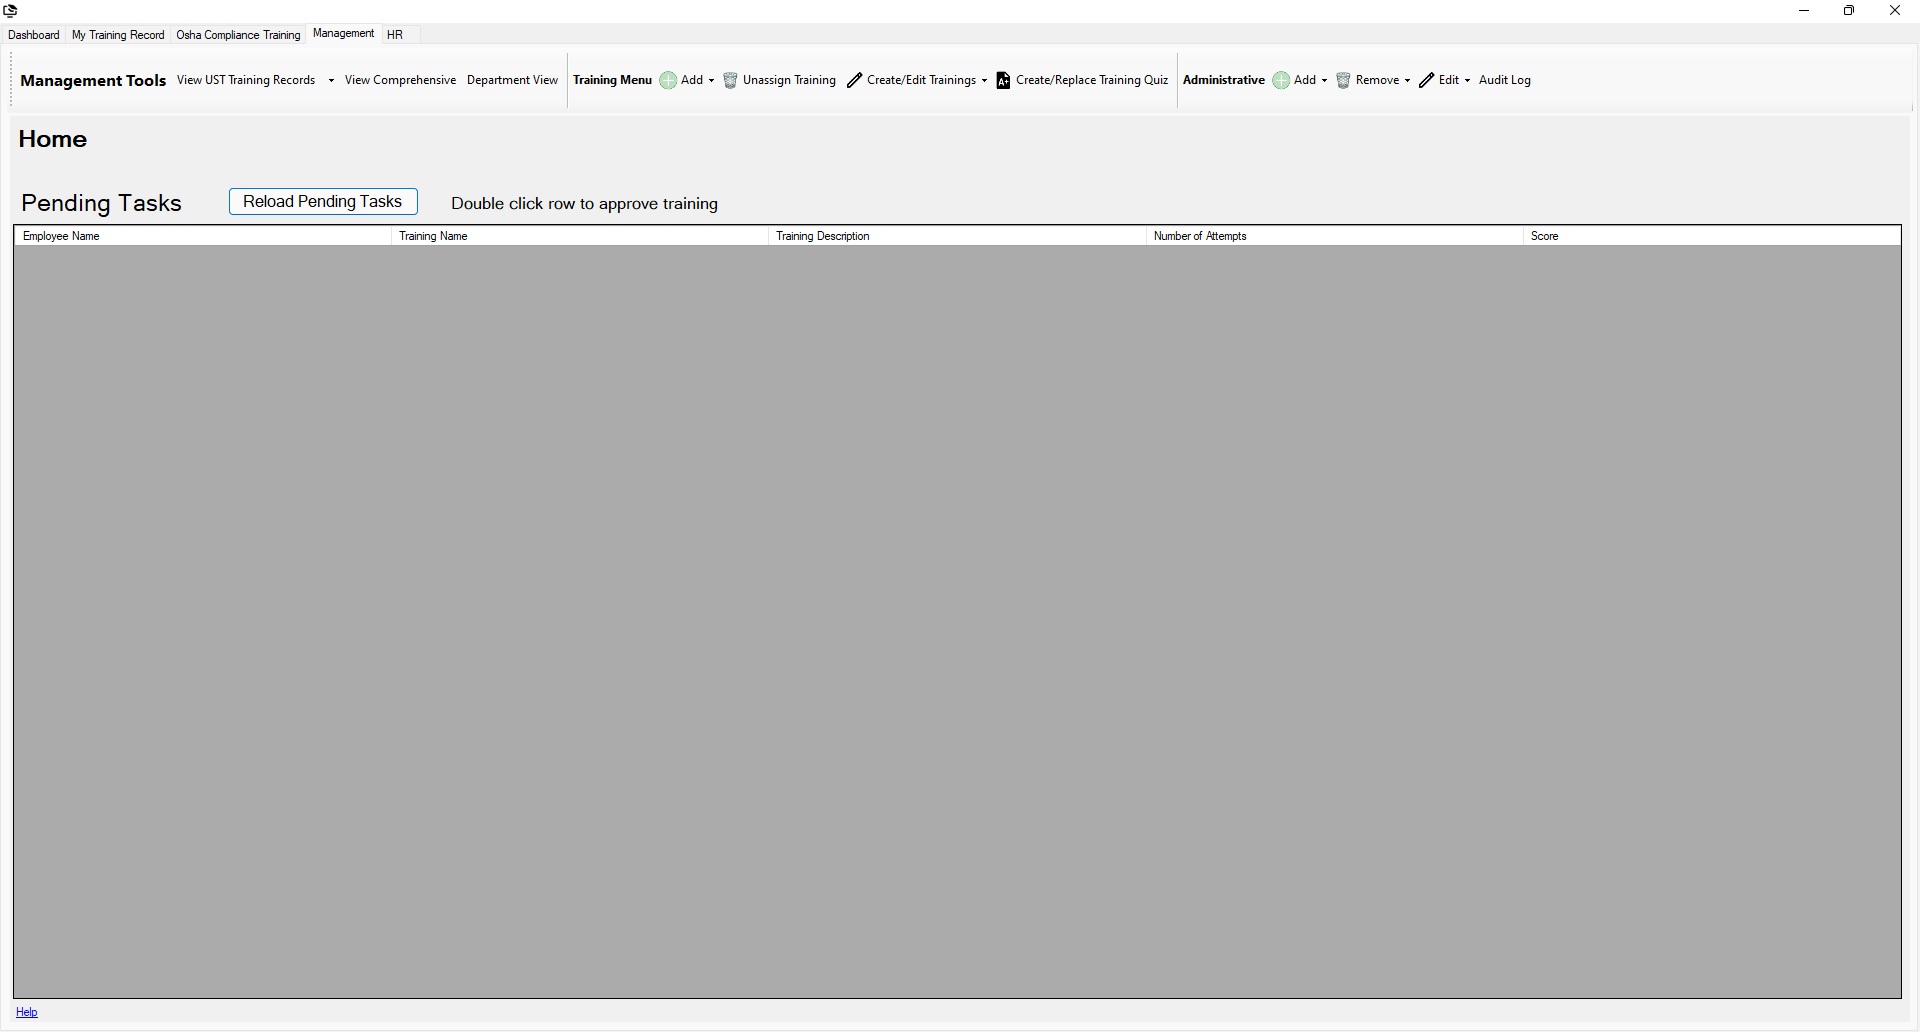 Dashboard My Training Record Osha Compliance Training Management HR
Management Tools View UST Training Records View Comprehensive Department View Training Menu Add Unassign Training Create/Edit Trainings Create/Replace Training Quiz Administrative Add Remove Edit Audit Log
Home
Pending Tasks Reload Pending Tasks Double click row to approve training
Employee Name Training Name Training Description Number of Attempts Score
Help